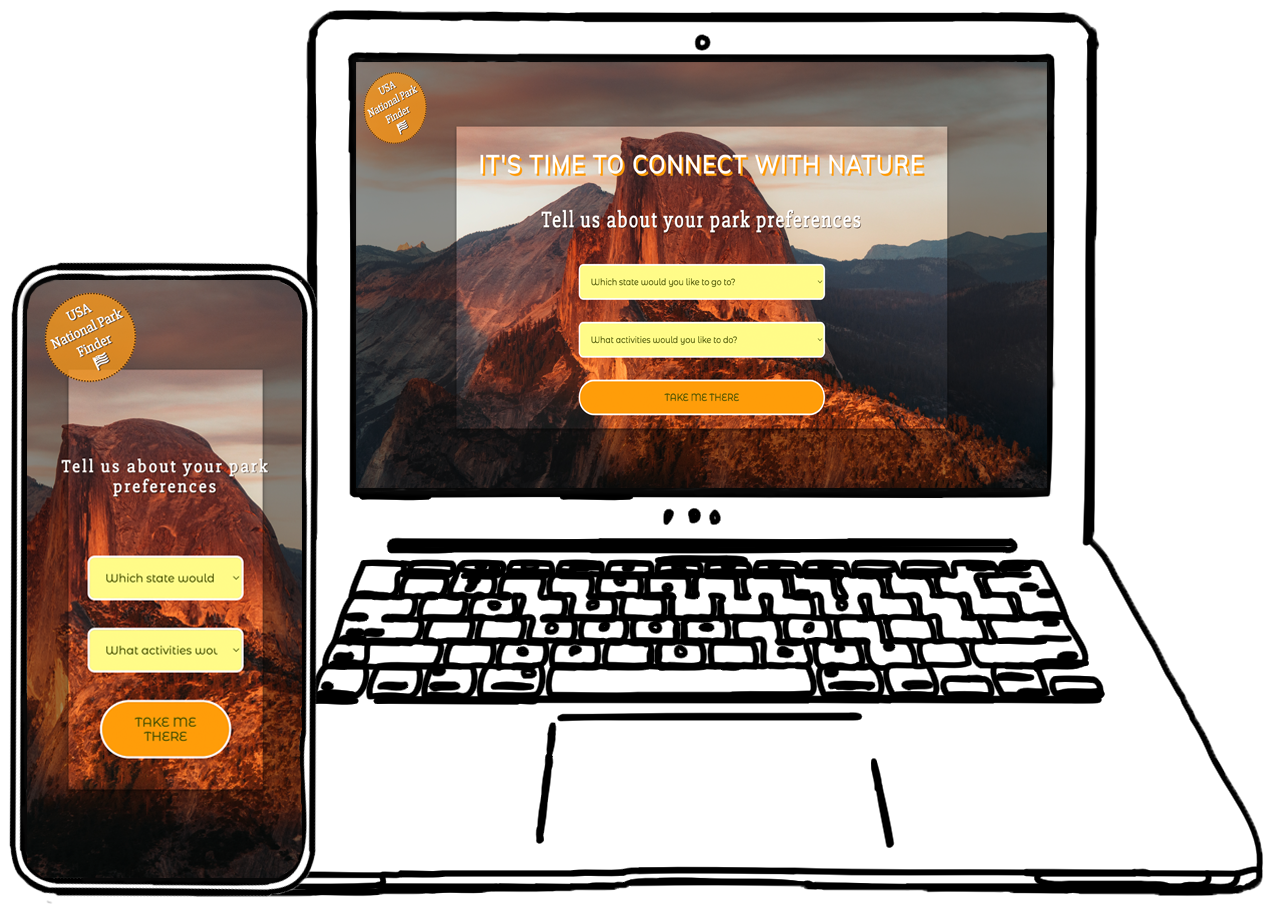 USA
National Park
Finder
IT'S TIME TO CONNECT WITH NATURE
Tell us about your park preferences
Which state would you like to go to?
What activities would you like to do?
TAKE ME THERE
USA
National Park
Finder
Tell us about your park
preferences
Which state would
What activities wou
TAKE ME
THERE